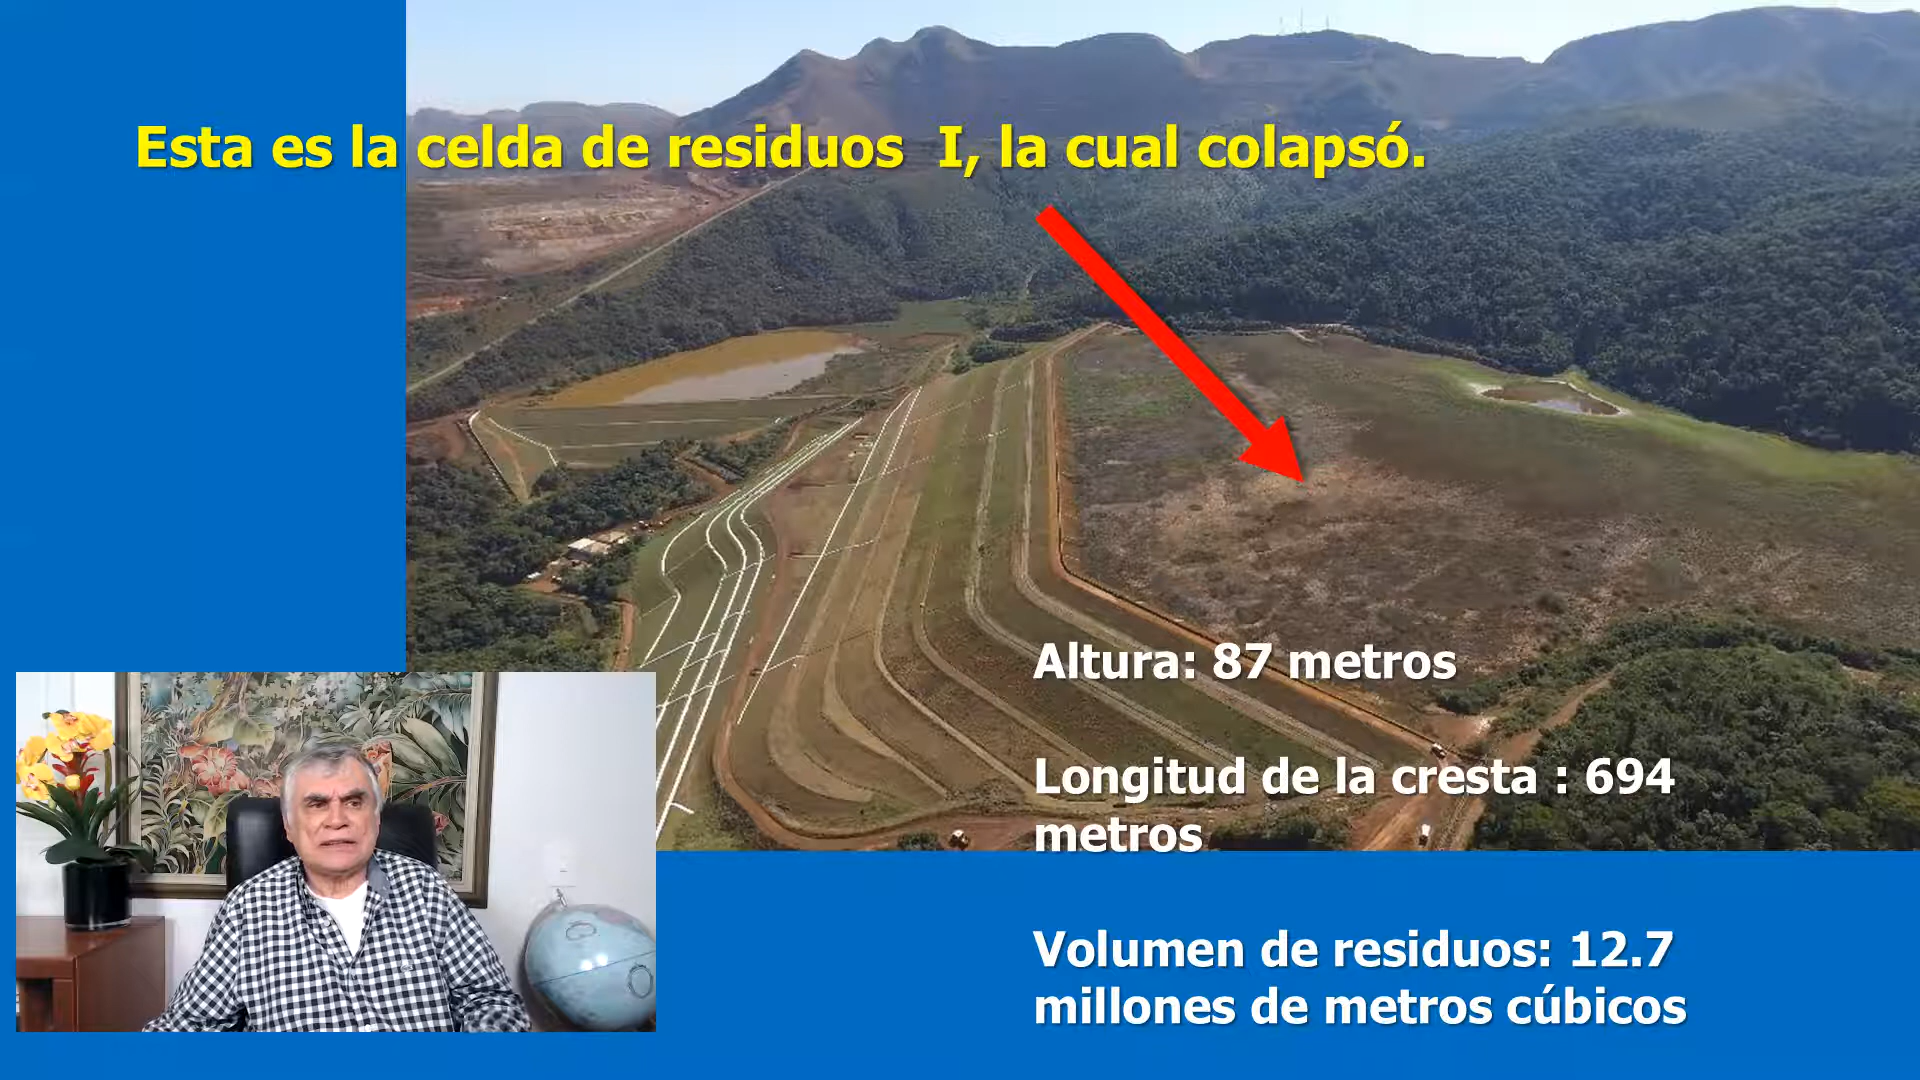 Esta es la celda de residuos I, la cual colapsó.
Altura: 87 metros
Longitud de la cresta : 694
metros
Volumen de residuos: 12.7
millones de metros cúbicos